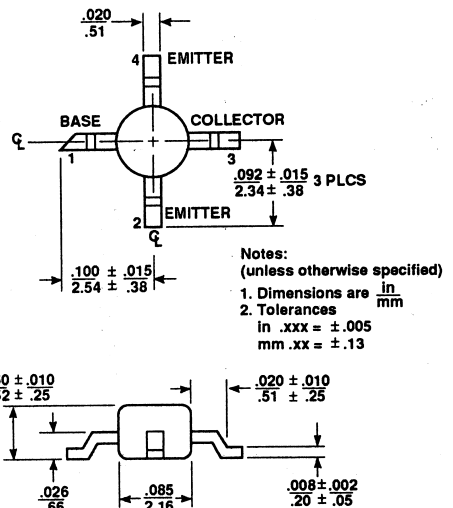 .020
.51
4 EMITTER
BASE
COLLECTOR
℄
1
3
.092 ± .015
2.34 ± .38
3 PLCS
2 EMITTER
℄
.100 ± .015
2.54 ± .38
Notes:
(unless otherwise specified)
1. Dimensions are in
mm
2. Tolerances
in .xxx = ± .005
mm .xx = ± .13
± .010
± .25
.020 ± .010
.51 ± .25
.026
.66
.085
2.16
.008 ± .002
.20 ± .05